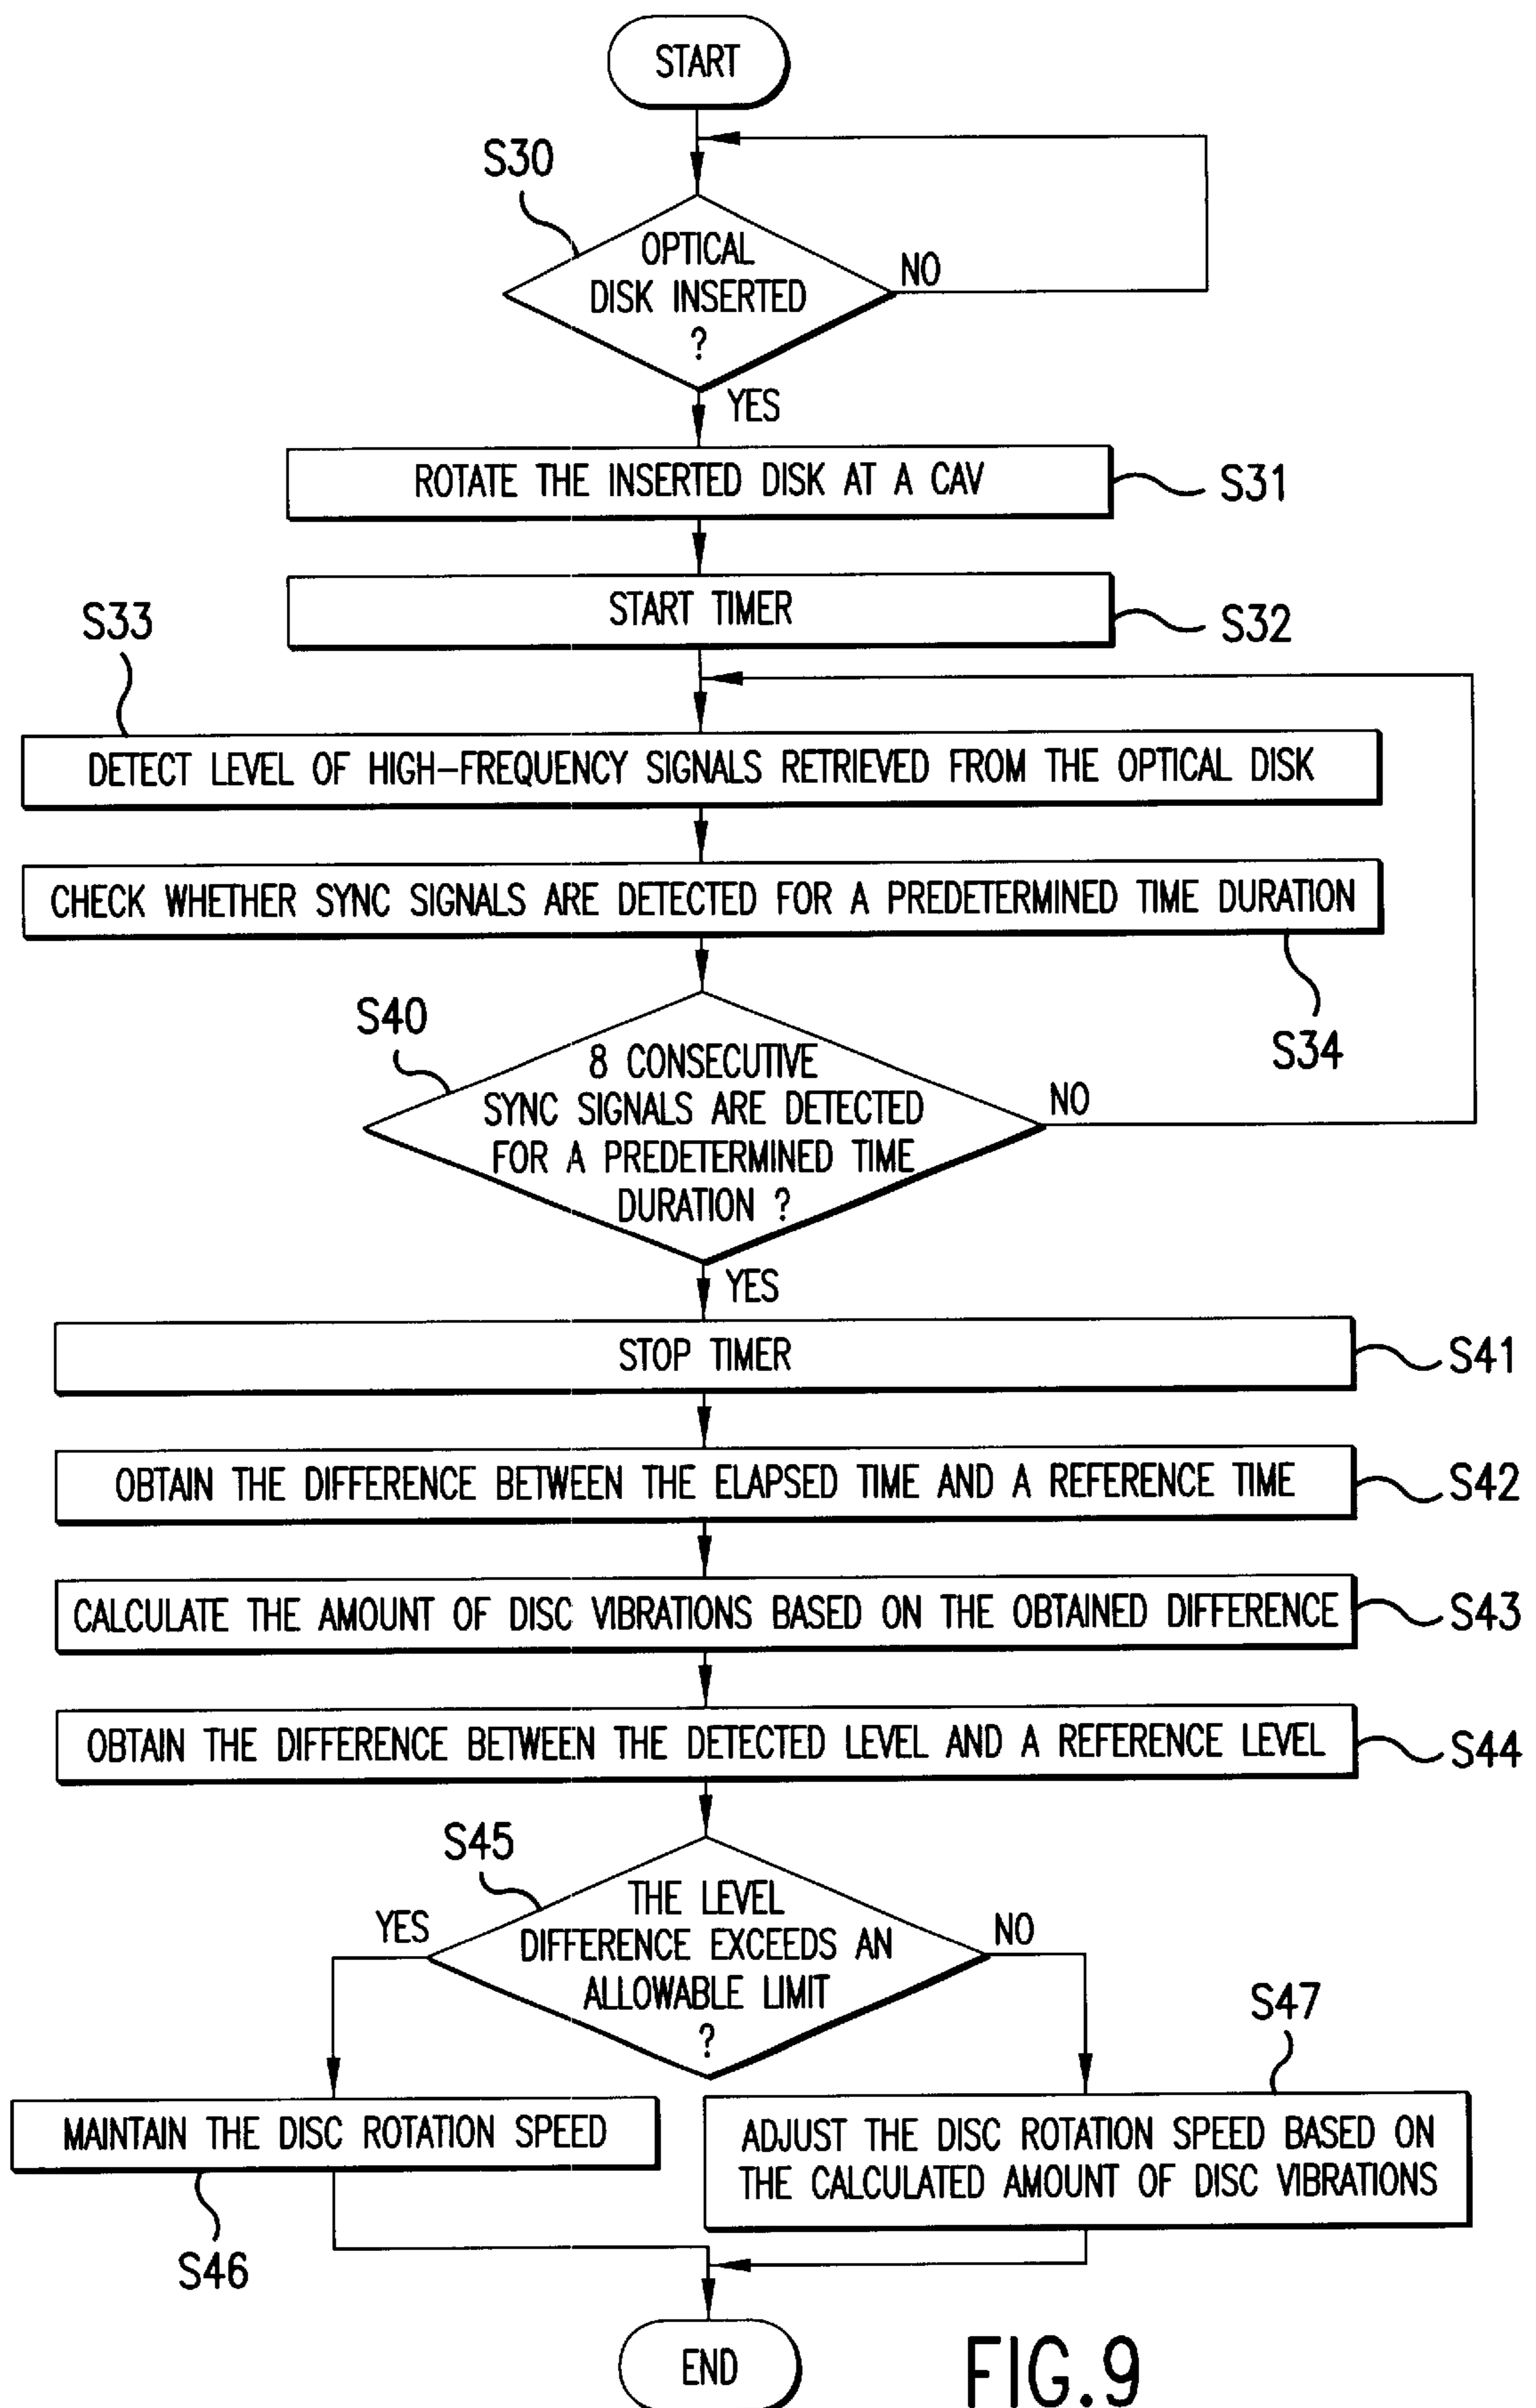 START
S30
OPTICAL
DISK INSERTED
?
NO
YES
ROTATE THE INSERTED DISK AT A CAV
S31
START TIMER
S32
S33
DETECT LEVEL OF HIGH-FREQUENCY SIGNALS RETRIEVED FROM THE OPTICAL DISK
CHECK WHETHER SYNC SIGNALS ARE DETECTED FOR A PREDETERMINED TIME DURATION
S34
S40
8 CONSECUTIVE
SYNC SIGNALS ARE DETECTED
FOR A PREDETERMINED TIME
DURATION ?
NO
YES
STOP TIMER
S41
OBTAIN THE DIFFERENCE BETWEEN THE ELAPSED TIME AND A REFERENCE TIME
S42
CALCULATE THE AMOUNT OF DISC VIBRATIONS BASED ON THE OBTAINED DIFFERENCE
S43
OBTAIN THE DIFFERENCE BETWEEN THE DETECTED LEVEL AND A REFERENCE LEVEL
S44
S45
THE LEVEL
DIFFERENCE EXCEEDS AN
ALLOWABLE LIMIT
?
YES
NO
S47
MAINTAIN THE DISC ROTATION SPEED
S46
ADJUST THE DISC ROTATION SPEED BASED ON
THE CALCULATED AMOUNT OF DISC VIBRATIONS
END
FIG.9